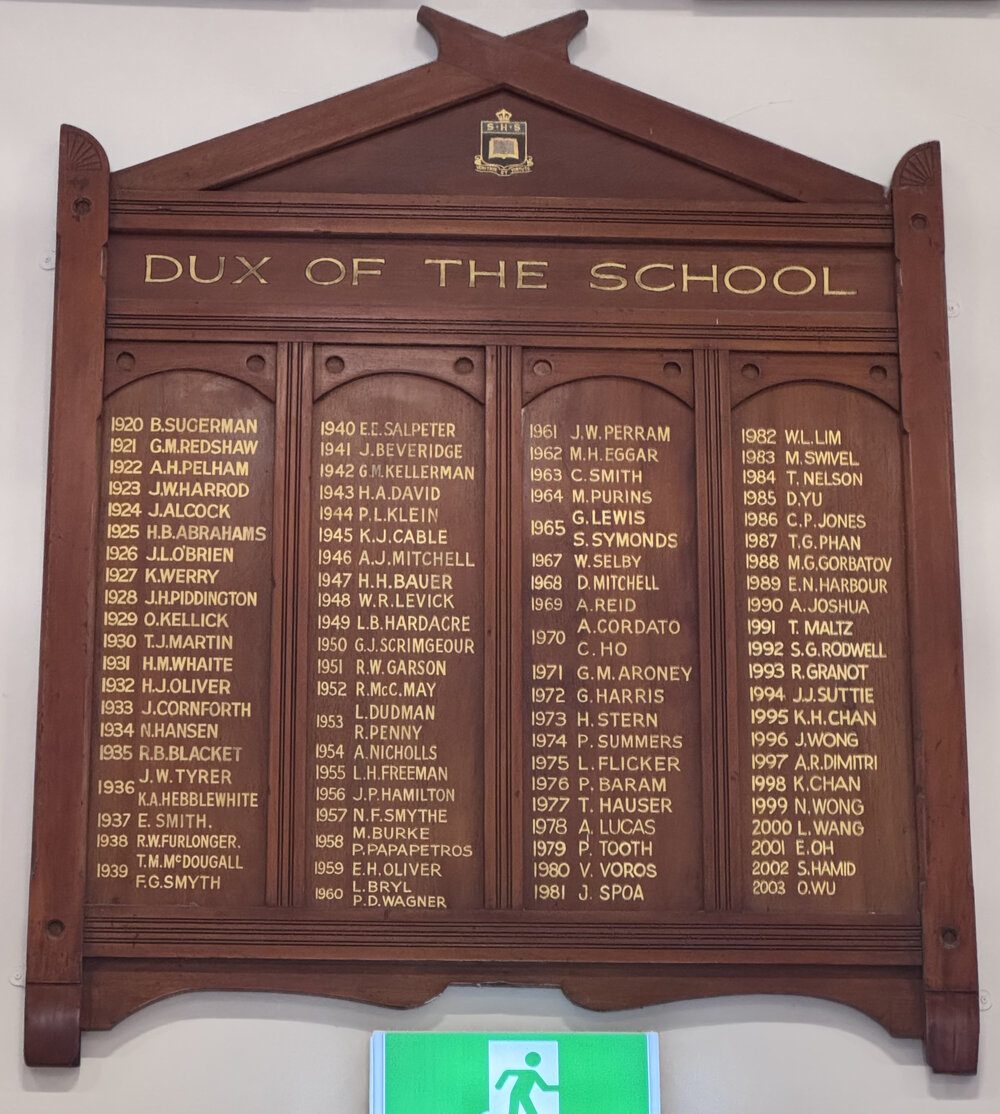 S·H·S
VERITATE ET VIRTUTE
DUX OF THE SCHOOL
1920 B.SUGERMAN
1921 G.M.REDSHAW
1922 A.H.PELHAM
1923 J.W.HARROD
1924 J.ALCOCK
1925 H.B.ABRAHAMS
1926 J.L.O'BRIEN
1927 K.WERRY
1928 J.H.PIDDINGTON
1929 O.KELLICK
1930 T.J.MARTIN
1931 H.M.WHAITE
1932 H.J.OLIVER
1933 J.CORNFORTH
1934 N.HANSEN
1935 R.B.BLACKET
1936 J.W.TYRER
K.A.HEBBLEWHITE
1937 E. SMITH.
1938 R.W.FURLONGER.
1939 T.M.McDOUGALL
F.G.SMYTH
1940 E.E.SALPETER
1941 J.BEVERIDGE
1942 G.M.KELLERMAN
1943 H.A.DAVID
1944 P.L.KLEIN
1945 K.J.CABLE
1946 A.J.MITCHELL
1947 H.H.BAUER
1948 W.R.LEVICK
1949 L.B.HARDACRE
1950 G.J.SCRIMGEOUR
1951 R.W.GARSON
1952 R.McC.MAY
1953 L.DUDMAN
R.PENNY
1954 A.NICHOLLS
1955 L.H.FREEMAN
1956 J.P.HAMILTON
1957 N.F.SMYTHE
1958 M.BURKE
P.PAPAPETROS
1959 E.H.OLIVER
1960 L.BRYL
P.D.WAGNER
1961 J.W.PERRAM
1962 M.H.EGGAR
1963 C.SMITH
1964 M.PURINS
1965 G.LEWIS
S.SYMONDS
1967 W.SELBY
1968 D.MITCHELL
1969 A.REID
1970 A.CORDATO
C. HO
1971 G.M.ARONEY
1972 G.HARRIS
1973 H.STERN
1974 P. SUMMERS
1975 L.FLICKER
1976 P. BARAM
1977 T. HAUSER
1978 A. LUCAS
1979 P. TOOTH
1980 V. VOROS
1981 J. SPOA
1982 W.L.LIM
1983 M.SWIVEL
1984 T.NELSON
1985 D.YU
1986 C.P.JONES
1987 T.G.PHAN
1988 M.G.GORBATOV
1989 E.N.HARBOUR
1990 A.JOSHUA
1991 T. MALTZ
1992 S.G.RODWELL
1993 R.GRANOT
1994 J.J.SUTTIE
1995 K.H.CHAN
1996 J.WONG
1997 A.R.DIMITRI
1998 K.CHAN
1999 N.WONG
2000 L.WANG
2001 E.OH
2002 S.HAMID
2003 O.WU